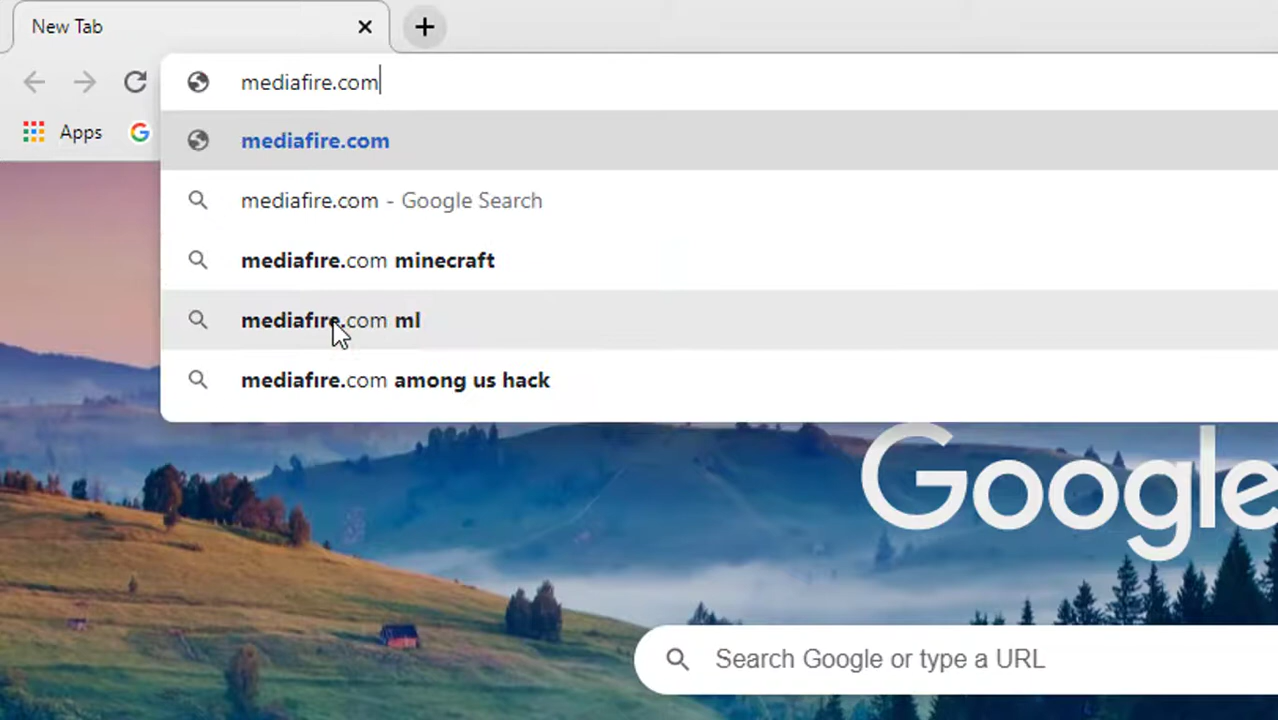 New Tab
mediafire.com
Apps
mediafire.com
mediafire.com - Google Search
mediafire.com minecraft
mediafire.com ml
mediafire.com among us hack
Google
Search Google or type a URL